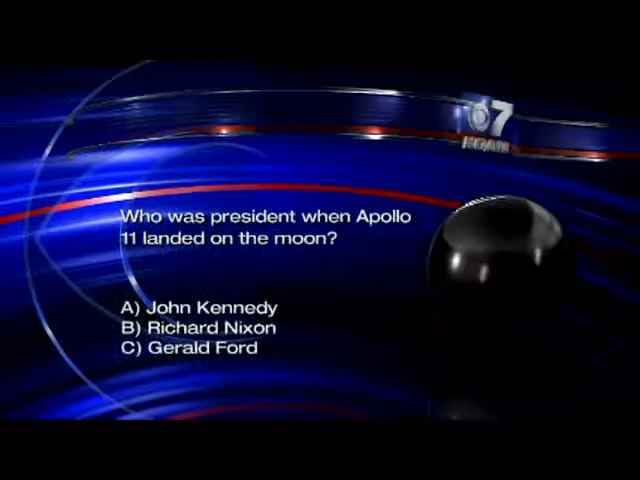 7
KOAM
Who was president when Apollo
11 landed on the moon?
A) John Kennedy
B) Richard Nixon
C) Gerald Ford